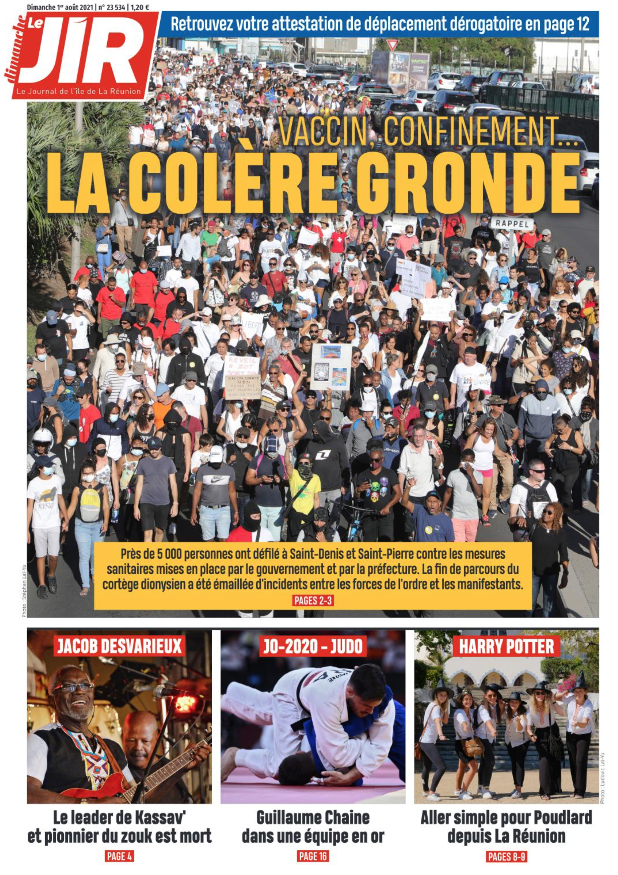 Dimanche 1er août 2021 | n° 23 534 | 1,20 €
dimanche
Le
JIR
Le Journal de l'île de La Réunion
Retrouvez votre attestation de déplacement dérogatoire en page 12
VACCIN, CONFINEMENT...
LA COLÈRE GRONDE
RAPPEL
Près de 5 000 personnes ont défilé à Saint-Denis et Saint-Pierre contre les mesures
sanitaires mises en place par le gouvernement et par la préfecture. La fin de parcours du
cortège dionysien a été émaillée d'incidents entre les forces de l'ordre et les manifestants.
PAGES 2-3
JACOB DESVARIEUX
Le leader de Kassav'
et pionnier du zouk est mort
PAGE 4
JO-2020 - JUDO
Guillaume Chaine
dans une équipe en or
PAGE 16
HARRY POTTER
Aller simple pour Poudlard
depuis La Réunion
PAGES 8-9